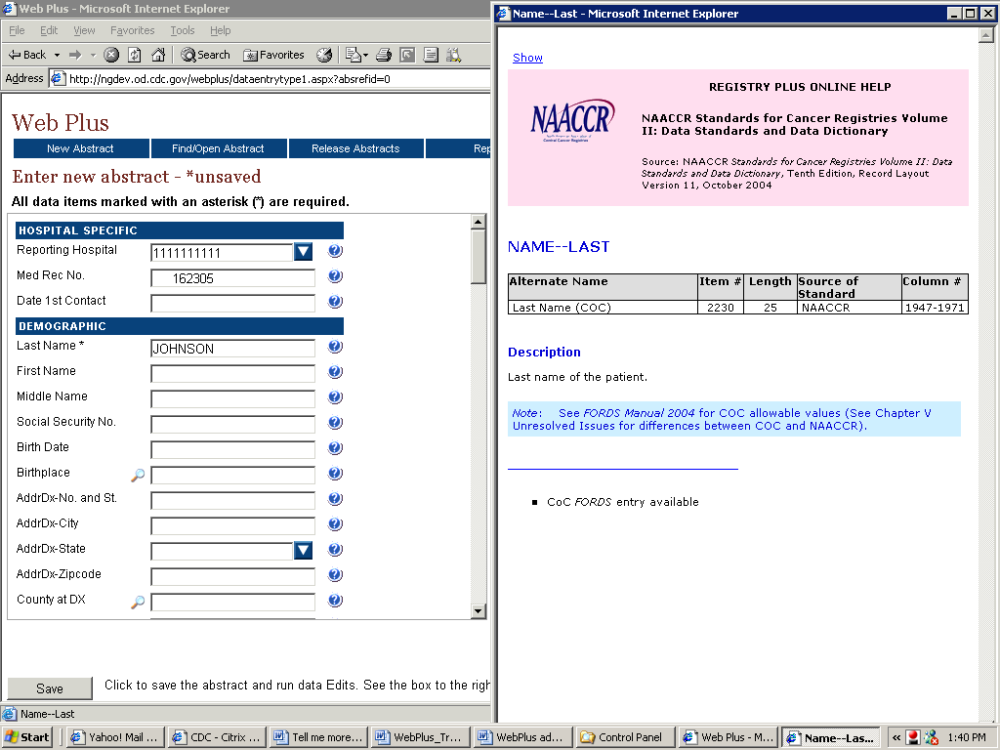 Web Plus - Microsoft Internet Explorer
File Edit View Favorites Tools Help
Back Search Favorites
Address http://ngdev.od.cdc.gov/webplus/dataentrytype1.aspx?absrefid=0
Web Plus
New Abstract Find/Open Abstract Release Abstracts Rep
Enter new abstract - *unsaved
All data items marked with an asterisk (*) are required.
HOSPITAL SPECIFIC
Reporting Hospital 1111111111
Med Rec No. 162305
Date 1st Contact
DEMOGRAPHIC
Last Name * JOHNSON
First Name
Middle Name
Social Security No.
Birth Date
Birthplace
AddrDx-No. and St.
AddrDx-City
AddrDx-State
AddrDx-Zipcode
County at DX
Save Click to save the abstract and run data Edits. See the box to the righ
Name--Last
Name--Last - Microsoft Internet Explorer
Show
NAACCR
REGISTRY PLUS ONLINE HELP
NAACCR Standards for Cancer Registries Volume
II: Data Standards and Data Dictionary
Source: NAACCR Standards for Cancer Registries Volume II: Data
Standards and Data Dictionary, Tenth Edition, Record Layout
Version 11, October 2004
NAME--LAST
Alternate Name Item # Length Source of Standard Column #
Last Name (COC) 2230 25 NAACCR 1947-1971
Description
Last name of the patient.
Note: See FORDS Manual 2004 for COC allowable values (See Chapter V
Unresolved Issues for differences between COC and NAACCR).
CoC FORDS entry available
Start Yahoo! Mail ... CDC - Citrix ... Tell me more... WebPlus_Tr... WebPlus ad... Control Panel Web Plus - M... Name--Las... « 1:40 PM